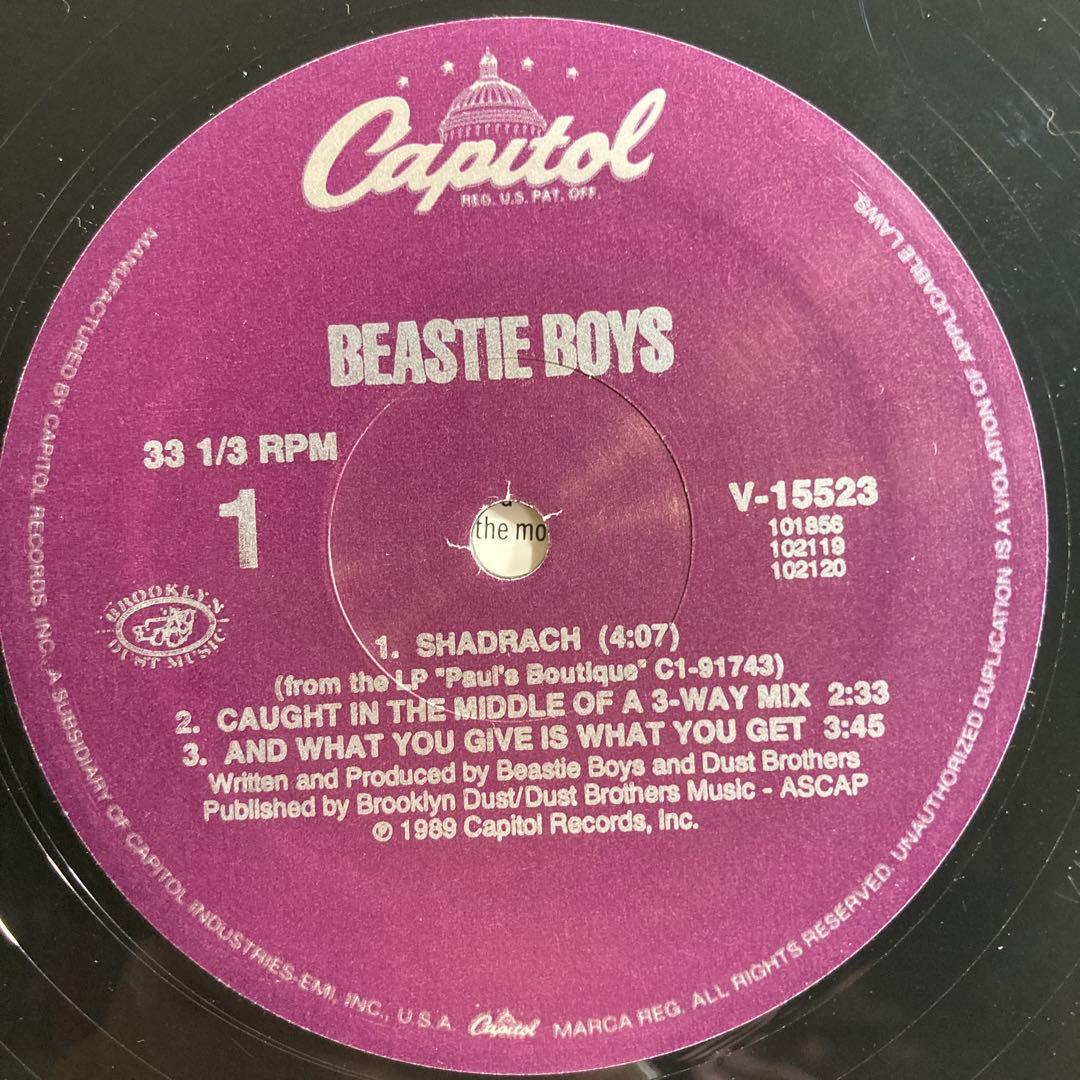 Capitol
REG. U.S. PAT. OFF.
BEASTIE BOYS
33 1/3 RPM
1
V-15523
101856
102119
102120
BROOKLYN
DUST MUSIC
the mo
1. SHADRACH (4:07)
(from the LP "Paul's Boutique" C1-91743)
2. CAUGHT IN THE MIDDLE OF A 3-WAY MIX 2:33
3. AND WHAT YOU GIVE IS WHAT YOU GET 3:45
Written and Produced by Beastie Boys and Dust Brothers
Published by Brooklyn Dust/Dust Brothers Music - ASCAP
℗ 1989 Capitol Records, Inc.
MANUFACTURED BY CAPITOL RECORDS, INC., A SUBSIDIARY OF CAPITOL INDUSTRIES-EMI, INC., U.S.A. Capitol MARCA REG. ALL RIGHTS RESERVED. UNAUTHORIZED DUPLICATION IS A VIOLATION OF APPLICABLE LAWS.